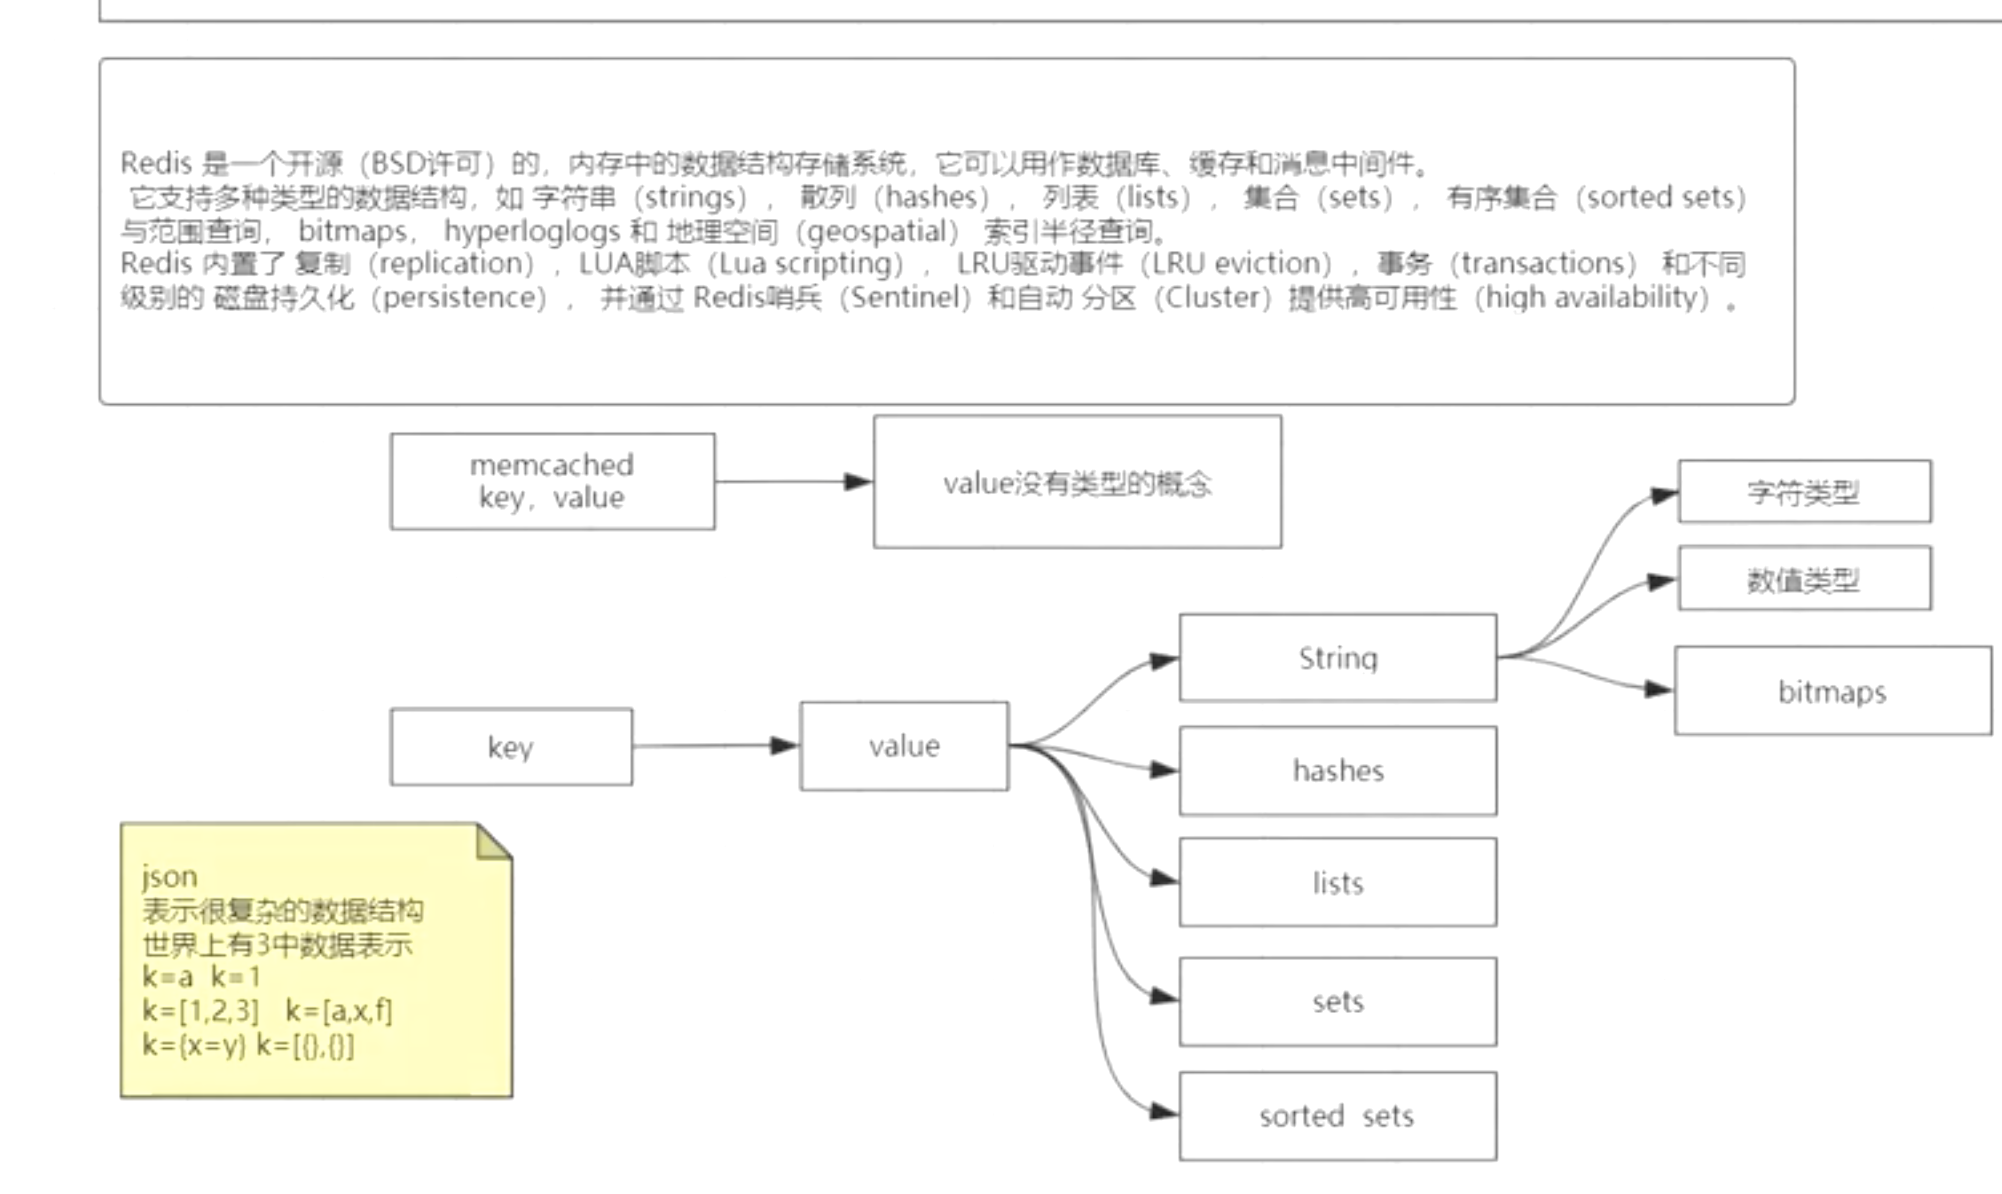 Redis 是一个开源（BSD许可）的，内存中的数据结构存储系统，它可以用作数据库、缓存和消息中间件。
它支持多种类型的数据结构，如 字符串（strings）， 散列（hashes）， 列表（lists）， 集合（sets）， 有序集合（sorted sets）
与范围查询， bitmaps， hyperloglogs 和 地理空间（geospatial） 索引半径查询。
Redis 内置了 复制（replication）, LUA脚本（Lua scripting）， LRU驱动事件（LRU eviction）, 事务（transactions） 和不同
级别的 磁盘持久化（persistence）， 并通过 Redis哨兵（Sentinel）和自动 分区（Cluster）提供高可用性（high availability）。
memcached
key，value
value没有类型的概念
字符类型
数值类型
bitmaps
String
key
value
hashes
lists
sets
sorted sets
json
表示很复杂的数据结构
世界上有3中数据表示
k=a k=1
k=[1,2,3] k=[a,x,f]
k={x=y} k=[{},{}]